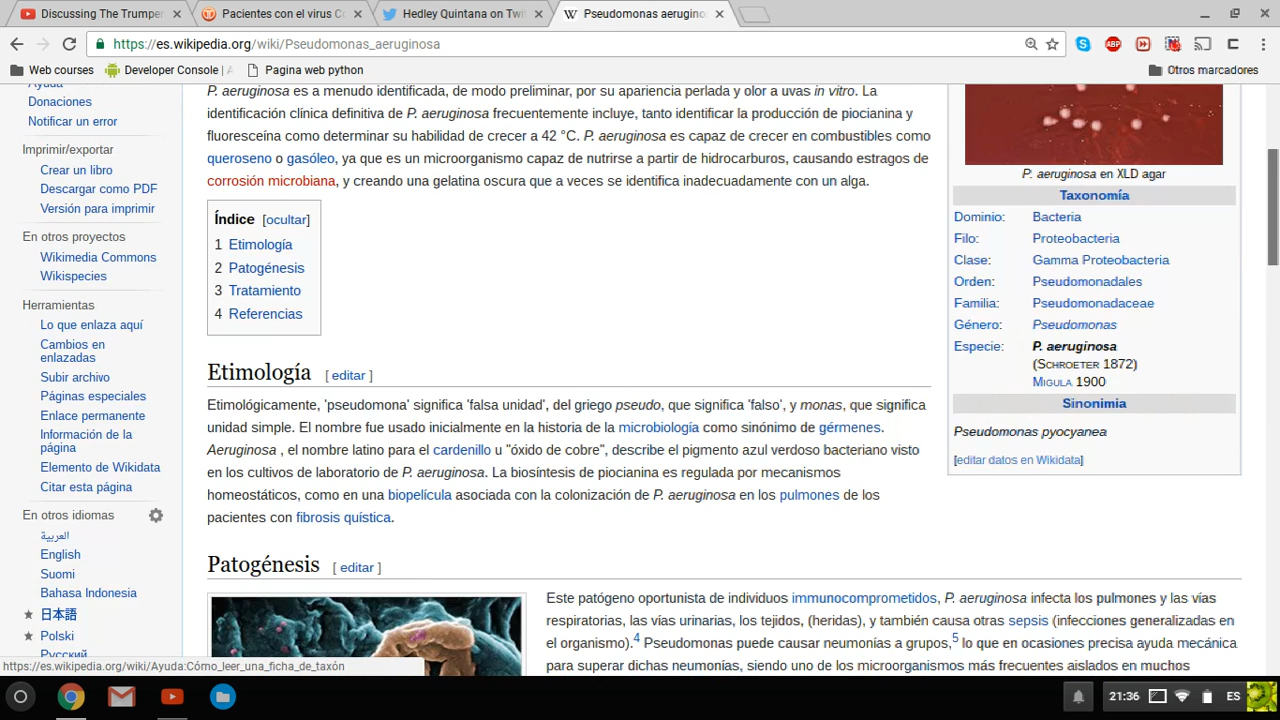 Discussing The Trumper
Pacientes con el virus C
Hedley Quintana on Twi
Pseudomonas aerugino
https://es.wikipedia.org/wiki/Pseudomonas_aeruginosa
Web courses
Developer Console | A
Pagina web python
Otros marcadores
Ayuda
Donaciones
Notificar un error
Imprimir/exportar
Crear un libro
Descargar como PDF
Versión para imprimir
En otros proyectos
Wikimedia Commons
Wikispecies
Herramientas
Lo que enlaza aquí
Cambios en
enlazadas
Subir archivo
Páginas especiales
Enlace permanente
Información de la
página
Elemento de Wikidata
Citar esta página
En otros idiomas
العربية
English
Suomi
Bahasa Indonesia
日本語
Polski
Русский
P. aeruginosa es a menudo identificada, de modo preliminar, por su apariencia perlada y olor a uvas in vitro. La
identificación clínica definitiva de P. aeruginosa frecuentemente incluye, tanto identificar la producción de piocianina y
fluoresceína como determinar su habilidad de crecer a 42 °C. P. aeruginosa es capaz de crecer en combustibles como
queroseno o gasóleo, ya que es un microorganismo capaz de nutrirse a partir de hidrocarburos, causando estragos de
corrosión microbiana, y creando una gelatina oscura que a veces se identifica inadecuadamente con un alga.
Índice [ocultar]
1 Etimología
2 Patogénesis
3 Tratamiento
4 Referencias
Etimología [ editar ]
Etimológicamente, 'pseudomona' significa 'falsa unidad', del griego pseudo, que significa 'falso', y monas, que significa
unidad simple. El nombre fue usado inicialmente en la historia de la microbiología como sinónimo de gérmenes.
Aeruginosa , el nombre latino para el cardenillo u "óxido de cobre", describe el pigmento azul verdoso bacteriano visto
en los cultivos de laboratorio de P. aeruginosa. La biosíntesis de piocianina es regulada por mecanismos
homeostáticos, como en una biopelícula asociada con la colonización de P. aeruginosa en los pulmones de los
pacientes con fibrosis quística.
Patogénesis [ editar ]
Este patógeno oportunista de individuos immunocomprometidos, P. aeruginosa infecta los pulmones y las vías
respiratorias, las vías urinarias, los tejidos, (heridas), y también causa otras sepsis (infecciones generalizadas en
el organismo).4 Pseudomonas puede causar neumonías a grupos,5 lo que en ocasiones precisa ayuda mecánica
para superar dichas neumonías, siendo uno de los microorganismos más frecuentes aislados en muchos
P. aeruginosa en XLD agar
Taxonomía
Dominio: Bacteria
Filo: Proteobacteria
Clase: Gamma Proteobacteria
Orden: Pseudomonadales
Familia: Pseudomonadaceae
Género: Pseudomonas
Especie: P. aeruginosa
(SCHROETER 1872)
MIGULA 1900
Sinonimia
Pseudomonas pyocyanea
[editar datos en Wikidata]
https://es.wikipedia.org/wiki/Ayuda:Cómo_leer_una_ficha_de_taxón
21:36
ES